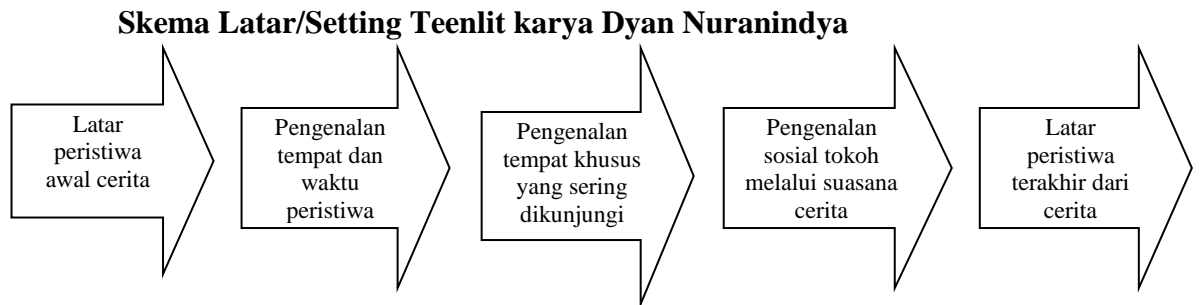 Skema Latar/Setting Teenlit karya Dyan Nuranindya
Latar
peristiwa
awal cerita
Pengenalan
tempat dan
waktu
peristiwa
Pengenalan
tempat khusus
yang sering
dikunjungi
Pengenalan
sosial tokoh
melalui suasana
cerita
Latar
peristiwa
terakhir dari
cerita